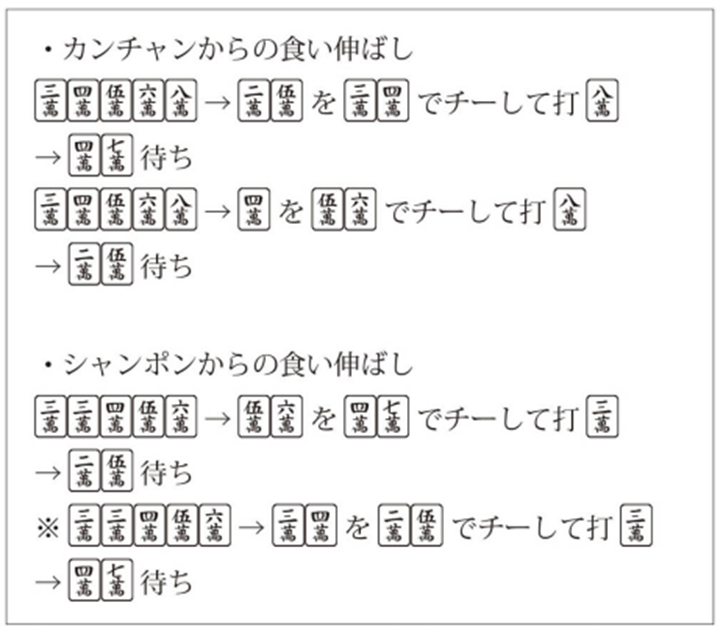 ・カンチャンからの食い伸ばし
三萬四萬伍萬六萬八萬→二萬伍萬を三萬四萬でチーして打八萬
→四萬七萬待ち
三萬四萬伍萬六萬八萬→四萬を伍萬六萬でチーして打八萬
→二萬伍萬待ち
・シャンポンからの食い伸ばし
三萬三萬四萬伍萬六萬→伍萬六萬を四萬七萬でチーして打三萬
→二萬伍萬待ち
※三萬三萬四萬伍萬六萬→三萬四萬を二萬伍萬でチーして打三萬
→四萬七萬待ち